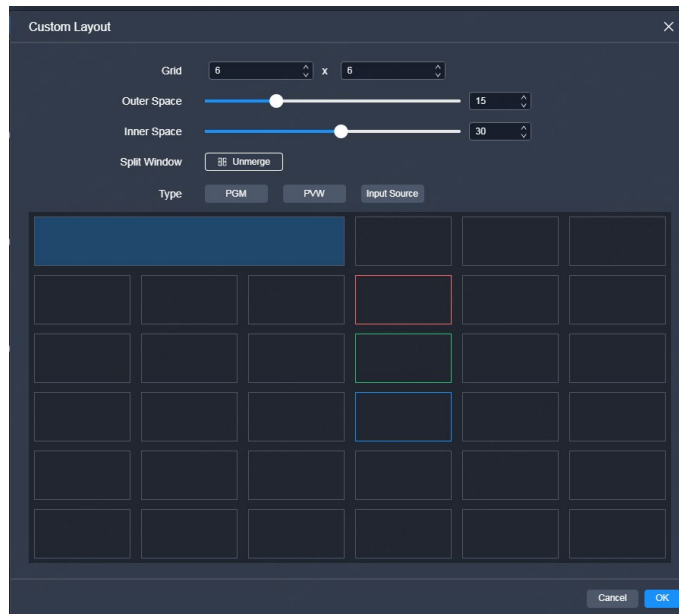 Custom Layout
Grid 6 x 6
Outer Space 15
Inner Space 30
Split Window Unmerge
Type PGM PVW Input Source
Cancel OK